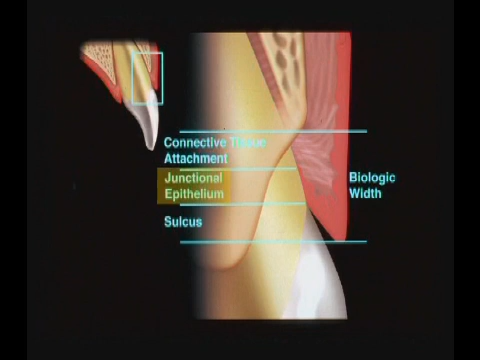 Connective Tissue
Attachment
Junctional
Epithelium
Biologic
Width
Sulcus